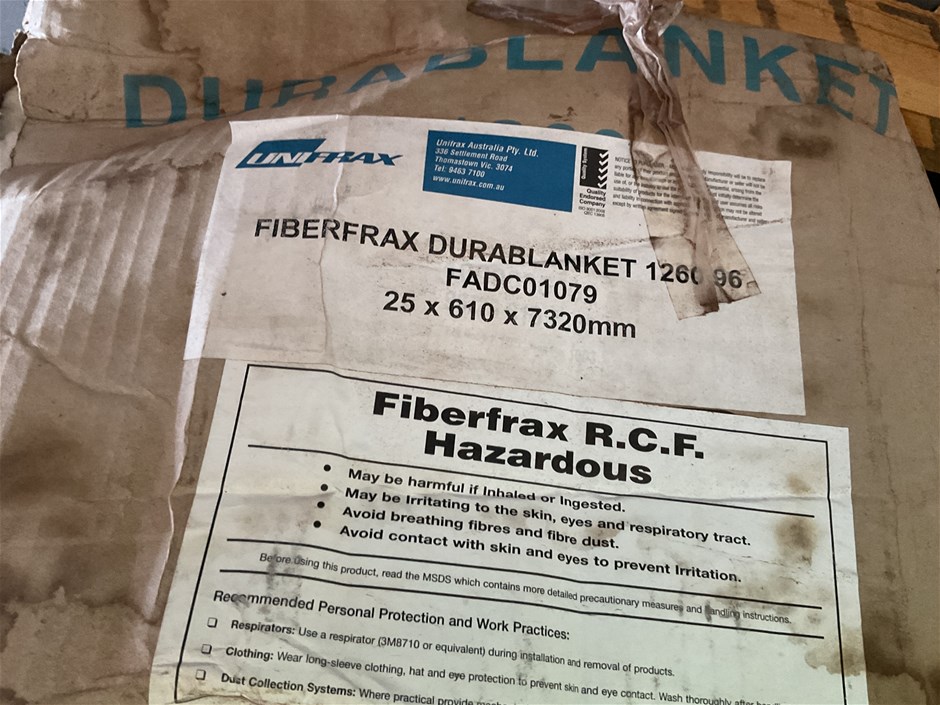 DURABLANKET
UNIFRAX
Unifrax Australia Pty. Ltd.
336 Settlement Road
Thomastown Vic. 3074
Tel: 9463 7100
www.unifrax.com.au
Quality System
Quality
Endorsed
Company
NOTICE
FIBERFRAX DURABLANKET 1260 96
FADC01079
25 x 610 x 7320mm
Fiberfrax R.C.F.
Hazardous
• May be harmful if Inhaled or Ingested.
• May be Irritating to the skin, eyes and respiratory tract.
• Avoid breathing fibres and fibre dust.
• Avoid contact with skin and eyes to prevent Irritation.
Before using this product, read the MSDS which contains more detailed precautionary measures and handling instructions.
Recommended Personal Protection and Work Practices:
❏ Respirators: Use a respirator (3M8710 or equivalent) during installation and removal of products.
❏ Clothing: Wear long-sleeve clothing, hat and eye protection to prevent skin and eye contact. Wash thoroughly after
❏ Dust Collection Systems: Where practical provide